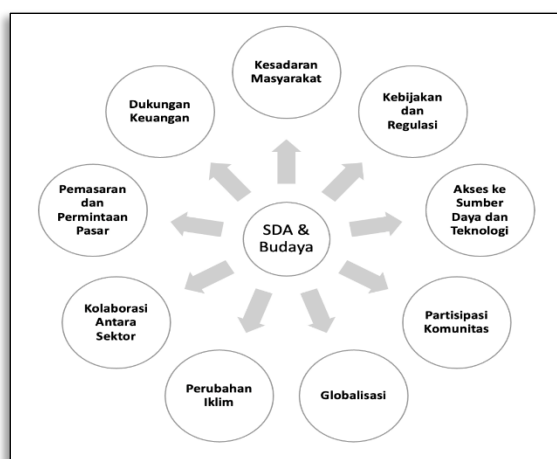 Kesadaran
Masyarakat
Kebijakan
dan
Regulasi
Akses ke
Sumber
Daya dan
Teknologi
Partisipasi
Komunitas
Globalisasi
Perubahan
Iklim
Kolaborasi
Antara
Sektor
Pemasaran
dan
Permintaan
Pasar
Dukungan
Keuangan
SDA &
Budaya